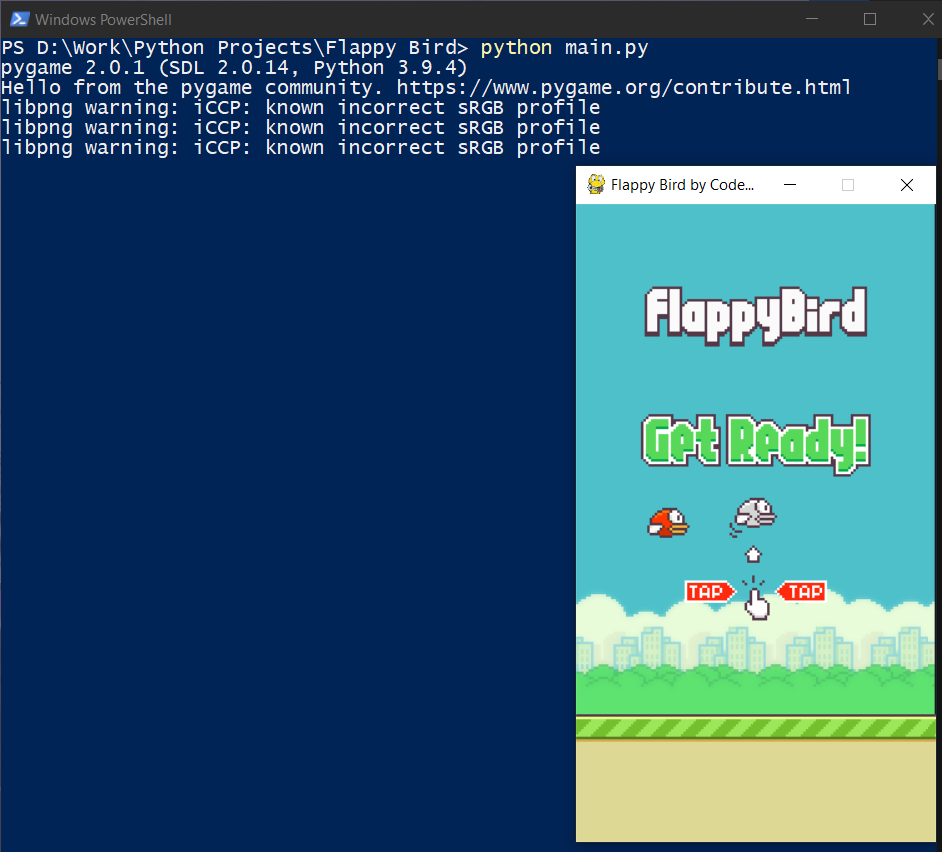 Windows PowerShell
PS D:\Work\Python Projects\Flappy Bird> python main.py
pygame 2.0.1 (SDL 2.0.14, Python 3.9.4)
Hello from the pygame community. https://www.pygame.org/contribute.html
libpng warning: iCCP: known incorrect sRGB profile
libpng warning: iCCP: known incorrect sRGB profile
libpng warning: iCCP: known incorrect sRGB profile
Flappy Bird by Code...
FlappyBird
Get Ready!
TAP TAP